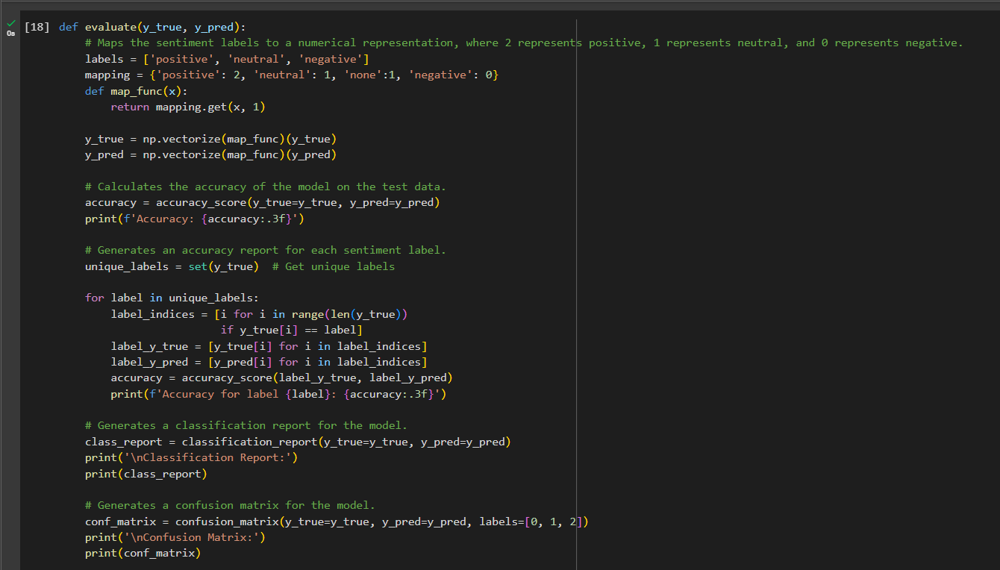 [18] def evaluate(y_true, y_pred):
0s
    # Maps the sentiment labels to a numerical representation, where 2 represents positive, 1 represents neutral, and 0 represents negative.
    labels = ['positive', 'neutral', 'negative']
    mapping = {'positive': 2, 'neutral': 1, 'none':1, 'negative': 0}
    def map_func(x):
        return mapping.get(x, 1)

    y_true = np.vectorize(map_func)(y_true)
    y_pred = np.vectorize(map_func)(y_pred)

    # Calculates the accuracy of the model on the test data.
    accuracy = accuracy_score(y_true=y_true, y_pred=y_pred)
    print(f'Accuracy: {accuracy:.3f}')

    # Generates an accuracy report for each sentiment label.
    unique_labels = set(y_true)  # Get unique labels

    for label in unique_labels:
        label_indices = [i for i in range(len(y_true))
                         if y_true[i] == label]
        label_y_true = [y_true[i] for i in label_indices]
        label_y_pred = [y_pred[i] for i in label_indices]
        accuracy = accuracy_score(label_y_true, label_y_pred)
        print(f'Accuracy for label {label}: {accuracy:.3f}')

    # Generates a classification report for the model.
    class_report = classification_report(y_true=y_true, y_pred=y_pred)
    print('\nClassification Report:')
    print(class_report)

    # Generates a confusion matrix for the model.
    conf_matrix = confusion_matrix(y_true=y_true, y_pred=y_pred, labels=[0, 1, 2])
    print('\nConfusion Matrix:')
    print(conf_matrix)